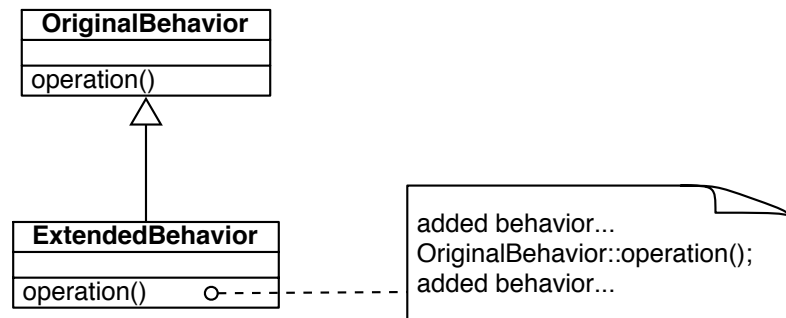 OriginalBehavior
operation()
ExtendedBehavior
operation()
added behavior...
OriginalBehavior::operation();
added behavior...